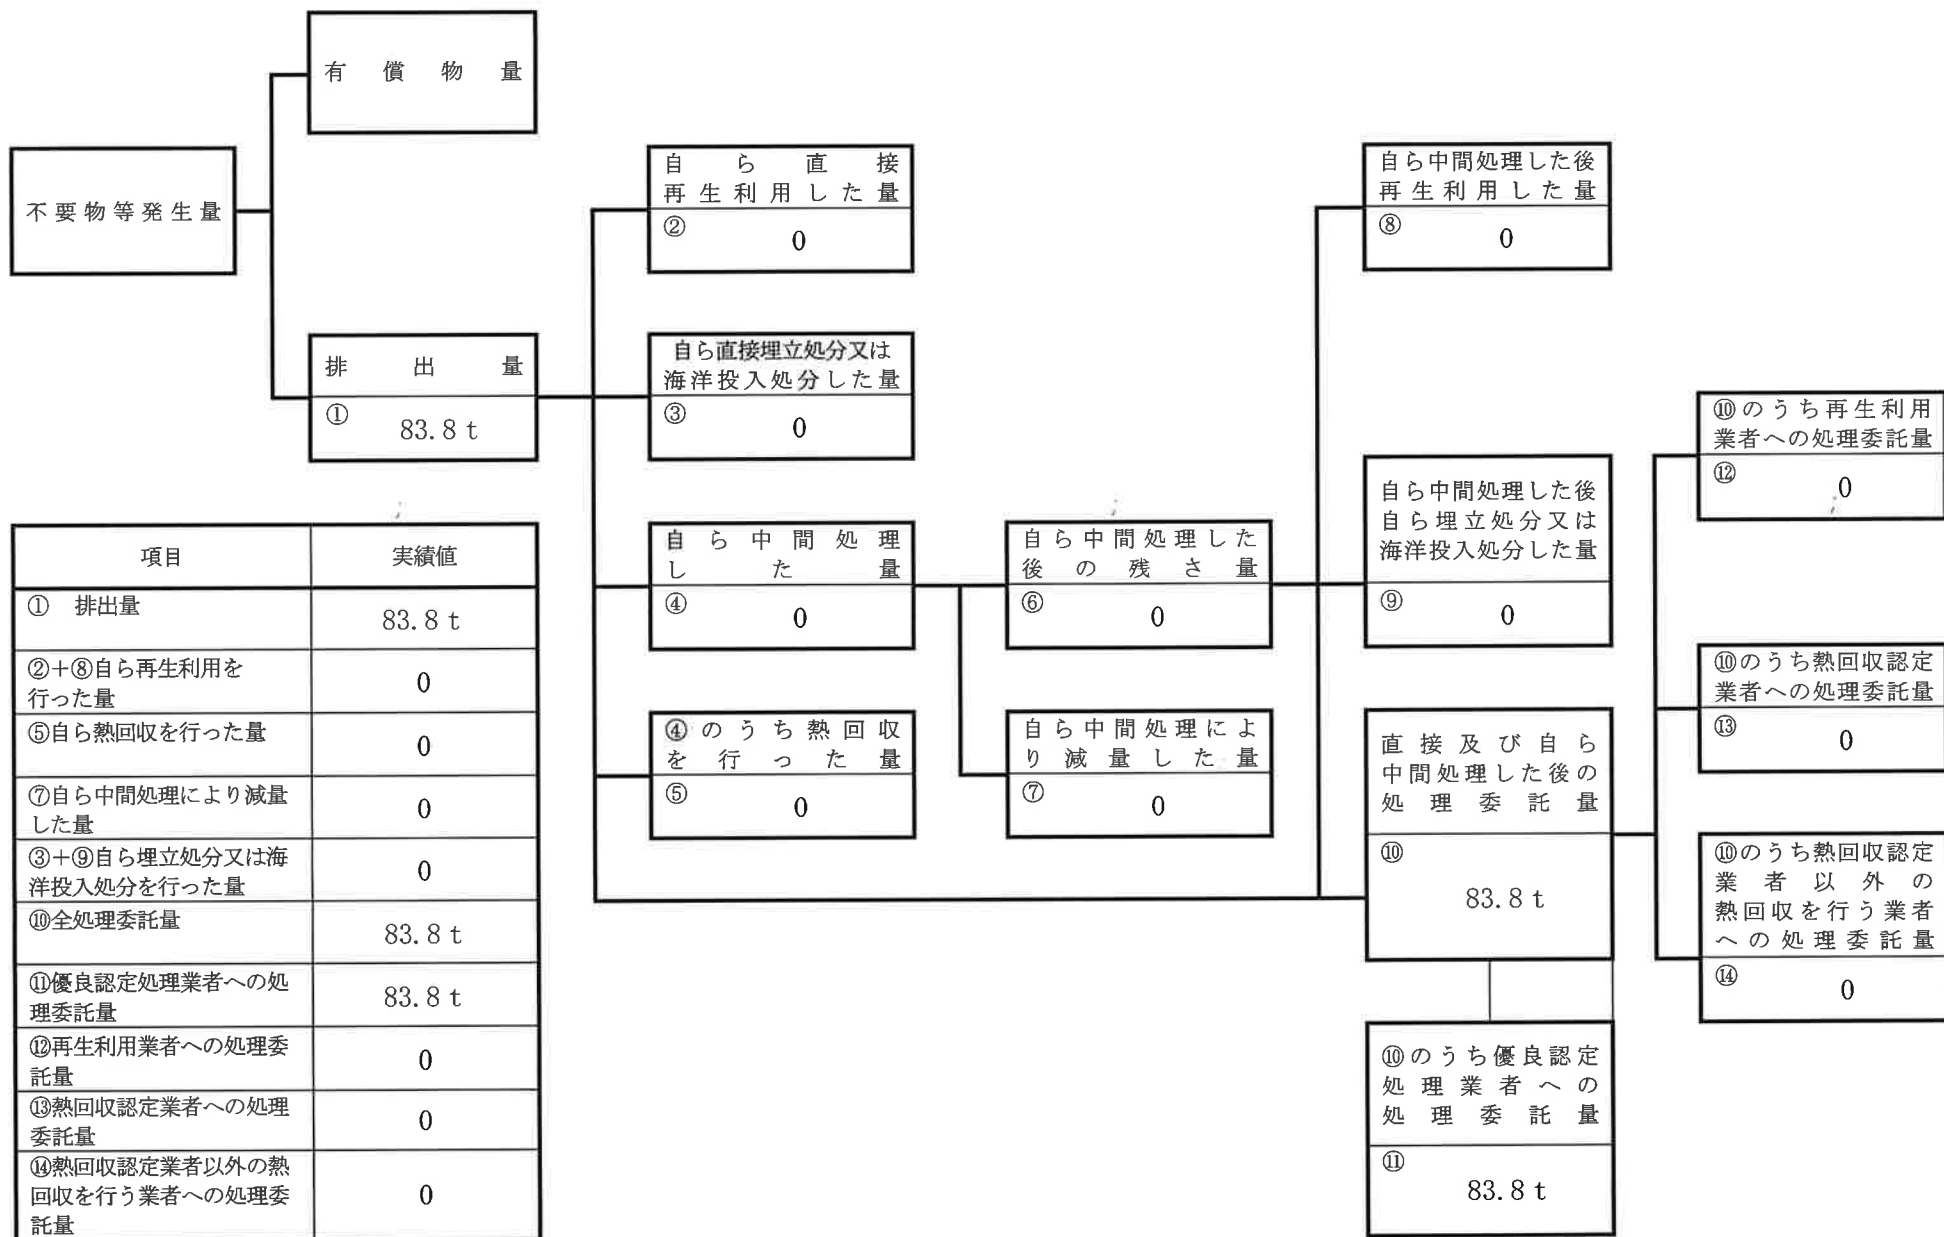 有償物量
不要物等発生量
排出量
① 83.8 t
自ら直接
再生利用した量
② 0
自ら直接埋立処分又は
海洋投入処分した量
③ 0
自ら中間処理
した量
④ 0
④のうち熱回収
を行った量
⑤ 0
自ら中間処理した
後の残さ量
⑥ 0
自ら中間処理によ
り減量した量
⑦ 0
自ら中間処理した後
再生利用した量
⑧ 0
自ら中間処理した後
自ら埋立処分又は
海洋投入処分した量
⑨ 0
直接及び自ら
中間処理した後の
処理委託量
⑩
83.8 t
⑩のうち優良認定
処理業者への
処理委託量
⑪
83.8 t
⑩のうち再生利用
業者への処理委託量
⑫ 0
⑩のうち熱回収認定
業者への処理委託量
⑬ 0
⑩のうち熱回収認定
業者以外の
熱回収を行う業者
への処理委託量
⑭ 0
項目 実績値
① 排出量 83.8 t
②+⑧自ら再生利用を
行った量 0
⑤自ら熱回収を行った量 0
⑦自ら中間処理により減量
した量 0
③+⑨自ら埋立処分又は海
洋投入処分を行った量 0
⑩全処理委託量 83.8 t
⑪優良認定処理業者への処
理委託量 83.8 t
⑫再生利用業者への処理委
託量 0
⑬熱回収認定業者への処理
委託量 0
⑭熱回収認定業者以外の熱
回収を行う業者への処理委
託量 0